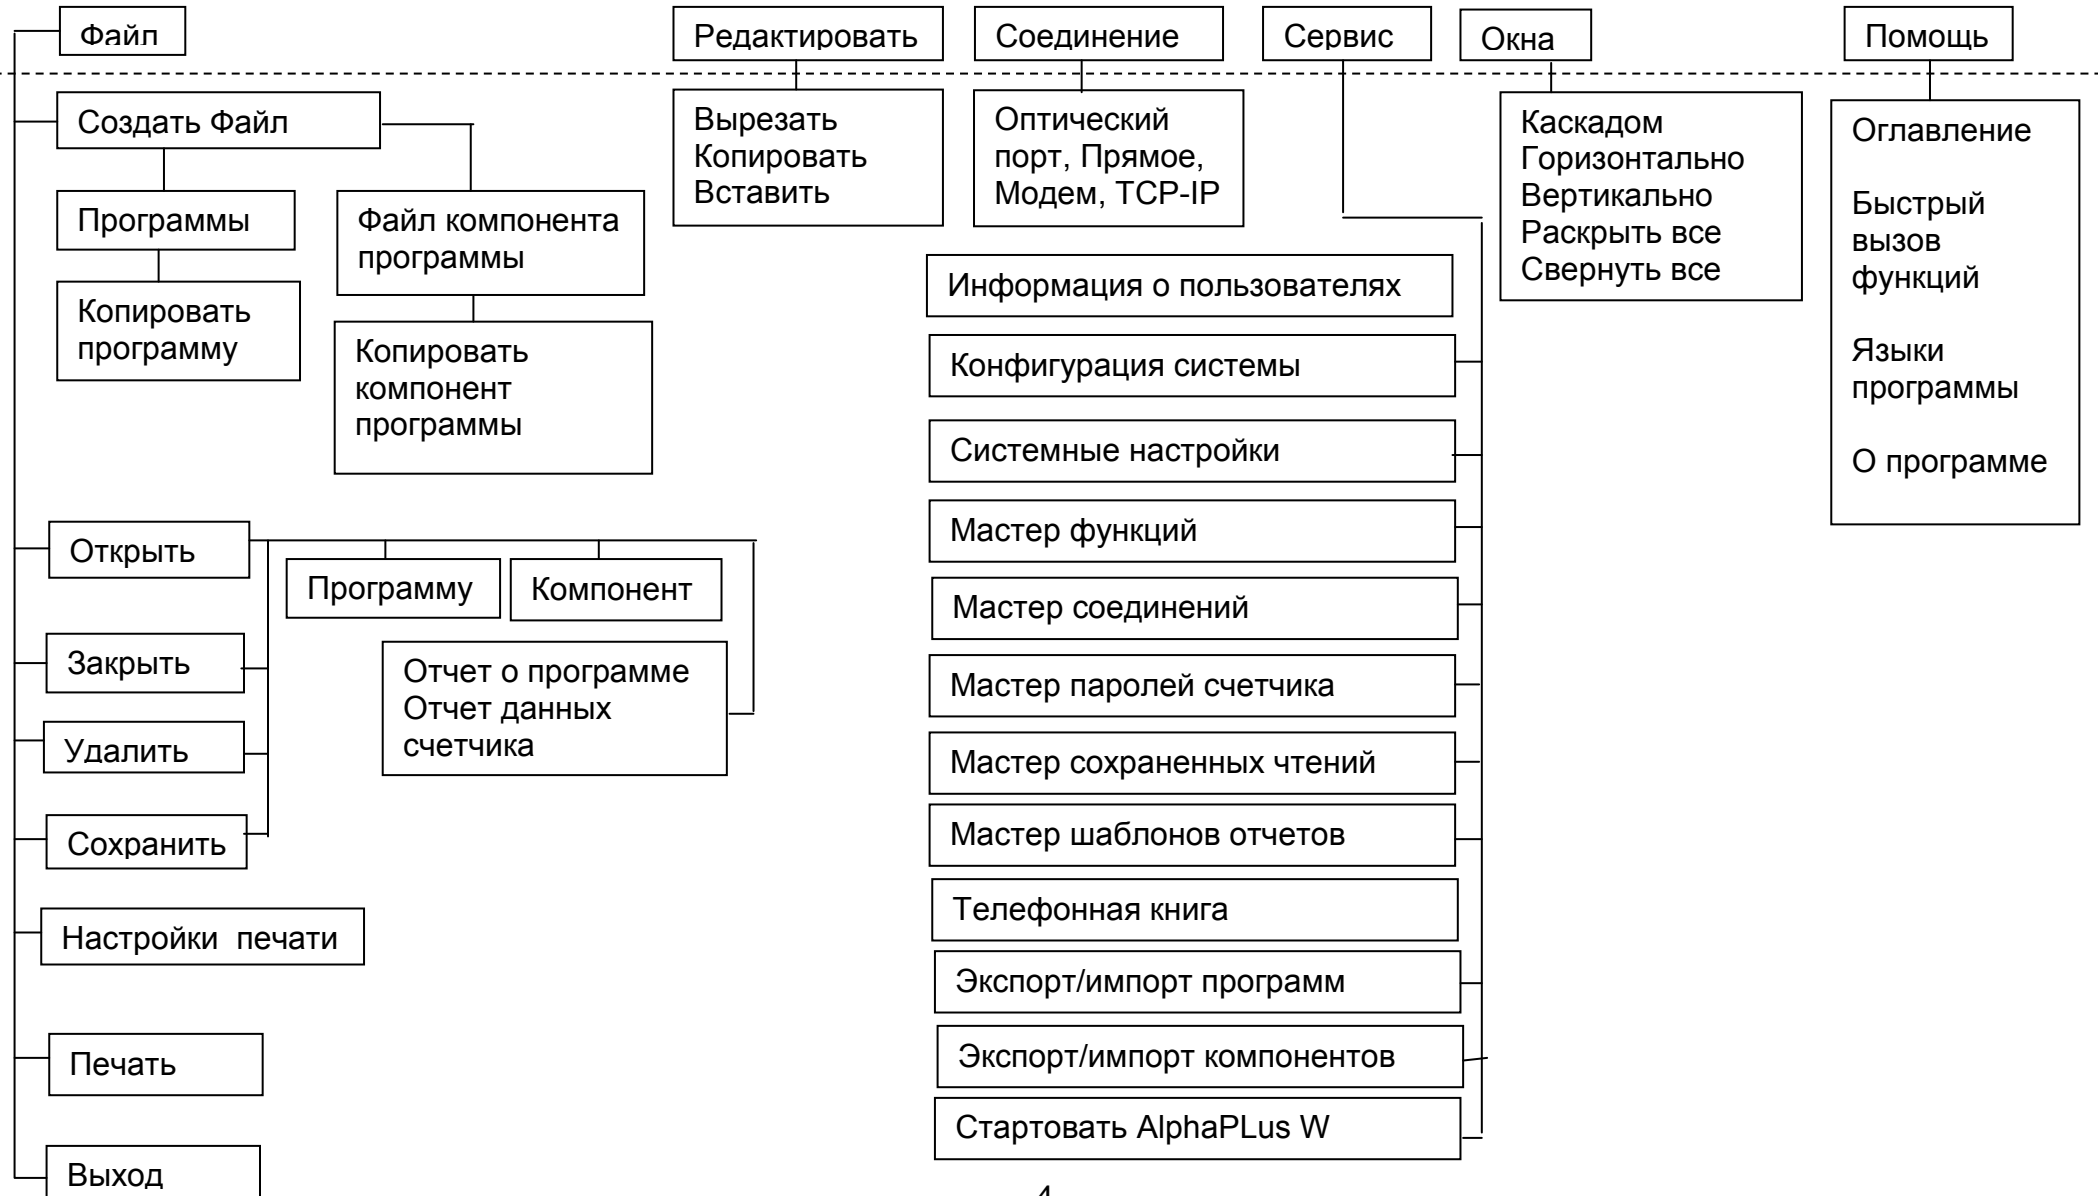 Файл
Редактировать
Соединение
Сервис
Окна
Помощь
Создать Файл
Программы
Копировать
программу
Файл компонента
программы
Копировать
компонент
программы
Вырезать
Копировать
Вставить
Оптический
порт, Прямое,
Модем, TCP-IP
Каскадом
Горизонтально
Вертикально
Раскрыть все
Свернуть все
Оглавление
Быстрый
вызов
функций
Языки
программы
О программе
Информация о пользователях
Конфигурация системы
Системные настройки
Мастер функций
Мастер соединений
Мастер паролей счетчика
Мастер сохраненных чтений
Мастер шаблонов отчетов
Телефонная книга
Экспорт/импорт программ
Экспорт/импорт компонентов
Стартовать AlphaPLus W
Открыть
Программу
Компонент
Отчет о программе
Отчет данных
счетчика
Закрыть
Удалить
Сохранить
Настройки  печати
Печать
Выход
4